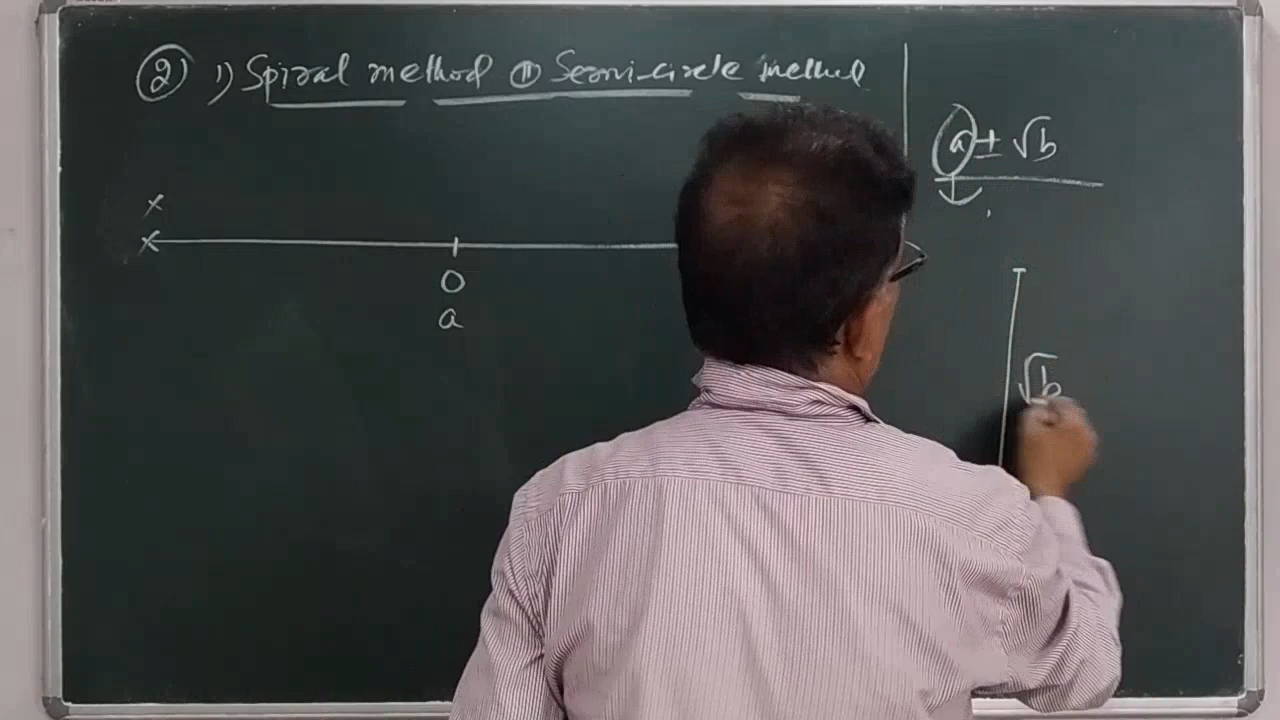 ② 1) Spiral method ⑪ Semi-circle method
a ± √b
x
x
O
a
√b